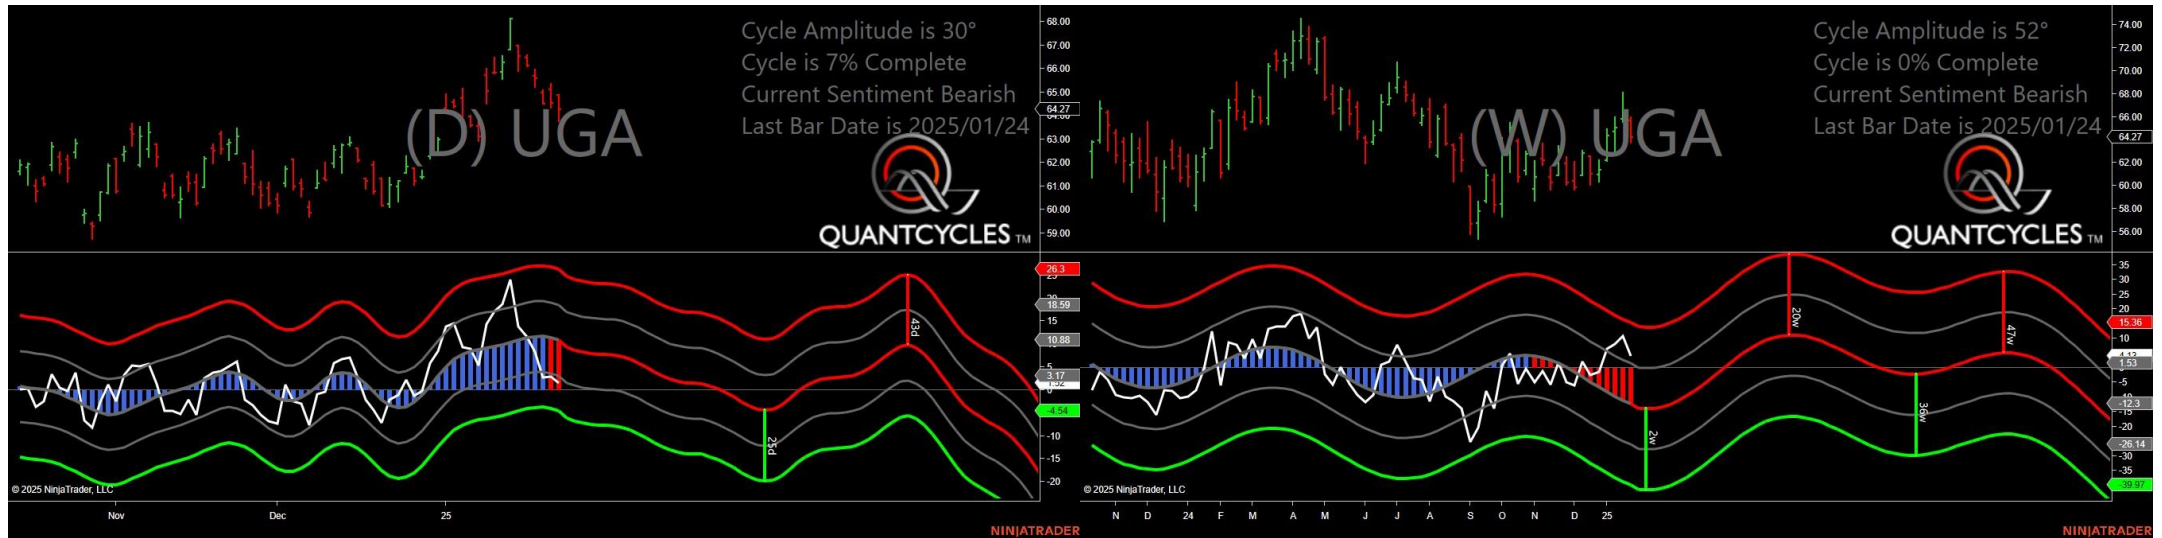 Cycle Amplitude is 30°
Cycle is 7% Complete
Current Sentiment Bearish
Last Bar Date is 2025/01/24
(D) UGA
QUANTCYCLES TM
68.00
67.00
66.00
65.00
64.27
63.00
62.00
61.00
60.00
59.00
26.3
18.59
15
10.88
5
3.17
-4.54
-10
-15
-20
43d
25d
© 2025 NinjaTrader, LLC
Nov
Dec
25
NINJATRADER
Cycle Amplitude is 52°
Cycle is 0% Complete
Current Sentiment Bearish
Last Bar Date is 2025/01/24
(W) UGA
QUANTCYCLES TM
74.00
72.00
70.00
68.00
66.00
64.27
62.00
60.00
58.00
56.00
35
30
25
20
15.36
10
1.53
-5
-12.3
-15
-20
-26.14
-30
-35
-39.97
20w
47w
36w
2w
© 2025 NinjaTrader, LLC
N D 24 F M A M J J A S O N D 25
NINJATRADER